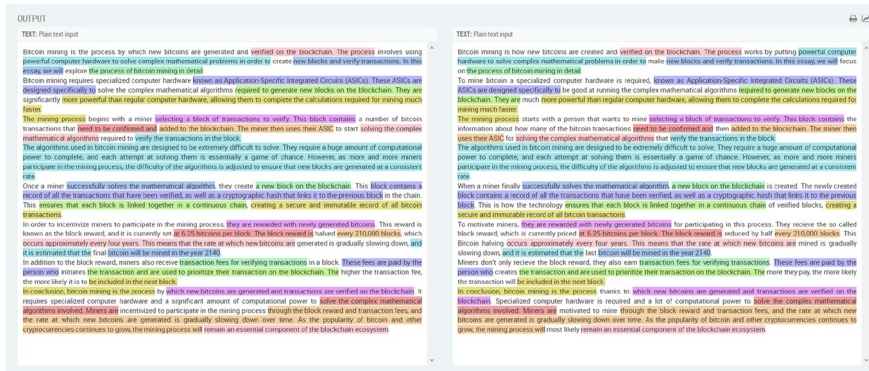 OUTPUT
TEXT: Plain text input
Bitcoin mining is the process by which new bitcoins are generated and verified on the blockchain. The process involves using
powerful computer hardware to solve complex mathematical problems in order to create new blocks and verify transactions. In this
essay, we will explore the process of bitcoin mining in detail.
Bitcoin mining requires specialized computer hardware known as Application-Specific Integrated Circuits (ASICs). These ASICs are
designed specifically to solve the complex mathematical algorithms required to generate new blocks on the blockchain. They are
significantly more powerful than regular computer hardware, allowing them to complete the calculations required for mining much
faster.
The mining process begins with a miner selecting a block of transactions to verify. This block contains a number of bitcoin
transactions that need to be confirmed and added to the blockchain. The miner then uses their ASIC to start solving the complex
mathematical algorithms required to verify the transactions in the block.
The algorithms used in bitcoin mining are designed to be extremely difficult to solve. They require a huge amount of computational
power to complete, and each attempt at solving them is essentially a game of chance. However, as more and more miners
participate in the mining process, the difficulty of the algorithms is adjusted to ensure that new blocks are generated at a consistent
rate.
Once a miner successfully solves the mathematical algorithm, they create a new block on the blockchain. This block contains a
record of all the transactions that have been verified, as well as a cryptographic hash that links it to the previous block in the chain.
This ensures that each block is linked together in a continuous chain, creating a secure and immutable record of all bitcoin
transactions.
In order to incentivize miners to participate in the mining process, they are rewarded with newly generated bitcoins. This reward is
known as the block reward, and it is currently set at 6.25 bitcoins per block. The block reward is halved every 210,000 blocks, which
occurs approximately every four years. This means that the rate at which new bitcoins are generated is gradually slowing down, and
it is estimated that the final bitcoin will be mined in the year 2140.
In addition to the block reward, miners also receive transaction fees for verifying transactions in a block. These fees are paid by the
person who initiates the transaction and are used to prioritize their transaction on the blockchain. The higher the transaction fee,
the more likely it is to be included in the next block.
In conclusion, bitcoin mining is the process by which new bitcoins are generated and transactions are verified on the blockchain. It
requires specialized computer hardware and a significant amount of computational power to solve the complex mathematical
algorithms involved. Miners are incentivized to participate in the mining process through the block reward and transaction fees, and
the rate at which new bitcoins are generated is gradually slowing down over time. As the popularity of bitcoin and other
cryptocurrencies continues to grow, the mining process will remain an essential component of the blockchain ecosystem.
TEXT: Plain text input
Bitcoin mining is how new bitcoins are created and verified on the blockchain. The process works by putting powerful computer
hardware to solve complex mathematical problems in order to make new blocks and verify transactions. In this essay, we will focus
on the process of bitcoin mining in detail.
To mine bitcoin a specialized computer hardware is required, known as Application-Specific Integrated Circuits (ASICs). These
ASICs are designed specifically to be good at running the complex mathematical algorithms required to generate new blocks on the
blockchain. They are much more powerful than regular computer hardware, allowing them to complete the calculations required for
mining much faster.
The mining process starts with a person that wants to mine selecting a block of transactions to verify. This block contains the
information about how many of the bitcoin transactions need to be confirmed and then added to the blockchain. The miner then
uses their ASIC for solving the complex mathematical algorithms that verify the transactions in the block.
The algorithms used in bitcoin mining are designed to be extremely difficult to solve. They require a huge amount of computational
power to complete, and each attempt at solving them is essentially a game of chance. However, as more and more miners
participate in the mining process, the difficulty of the algorithms is adjusted to ensure that new blocks are generated at a consistent
rate.
When a miner finally successfully solves the mathematical algorithm, a new block on the blockchain is created. The newly created
block contains a record of all the transactions that have been verified, as well as a cryptographic hash that links it to the previous
block. This is how the technology ensures that each block is linked together in a continuous chain of verified blocks, creating a
secure and immutable record of all bitcoin transactions.
To motivate miners, they are rewarded with newly generated bitcoins for participating in this process. They recieve the so called
block reward, which is currently priced at 6.25 bitcoins per block. The block reward is reduced by half every 210,000 blocks. This
Bitcoin halving occurs approximately every four years. This means that the rate at which new bitcoins are mined is gradually
slowing down, and it is estimated that the last bitcoin will be mined in the year 2140.
Miners don't only recieve the block reward, they also earn transaction fees for verifying transactions. These fees are paid by the
person who creates the transaction and are used to prioritize their transaction on the blockchain. The more they pay, the more likely
the transaction will be included in the next block.
In conclusion, bitcoin mining is the process thanks to which new bitcoins are generated and transactions are verified on the
blockchain. Specialized computer hardware is required and a lot of computational power to solve the complex mathematical
algorithms involved. Miners are motivated to mine through the block reward and transaction fees, and the rate at which new
bitcoins are generated is gradually slowing down over time. As the popularity of bitcoin and other cryptocurrencies continues to
grow, the mining process will most likely remain an essential component of the blockchain ecosystem.